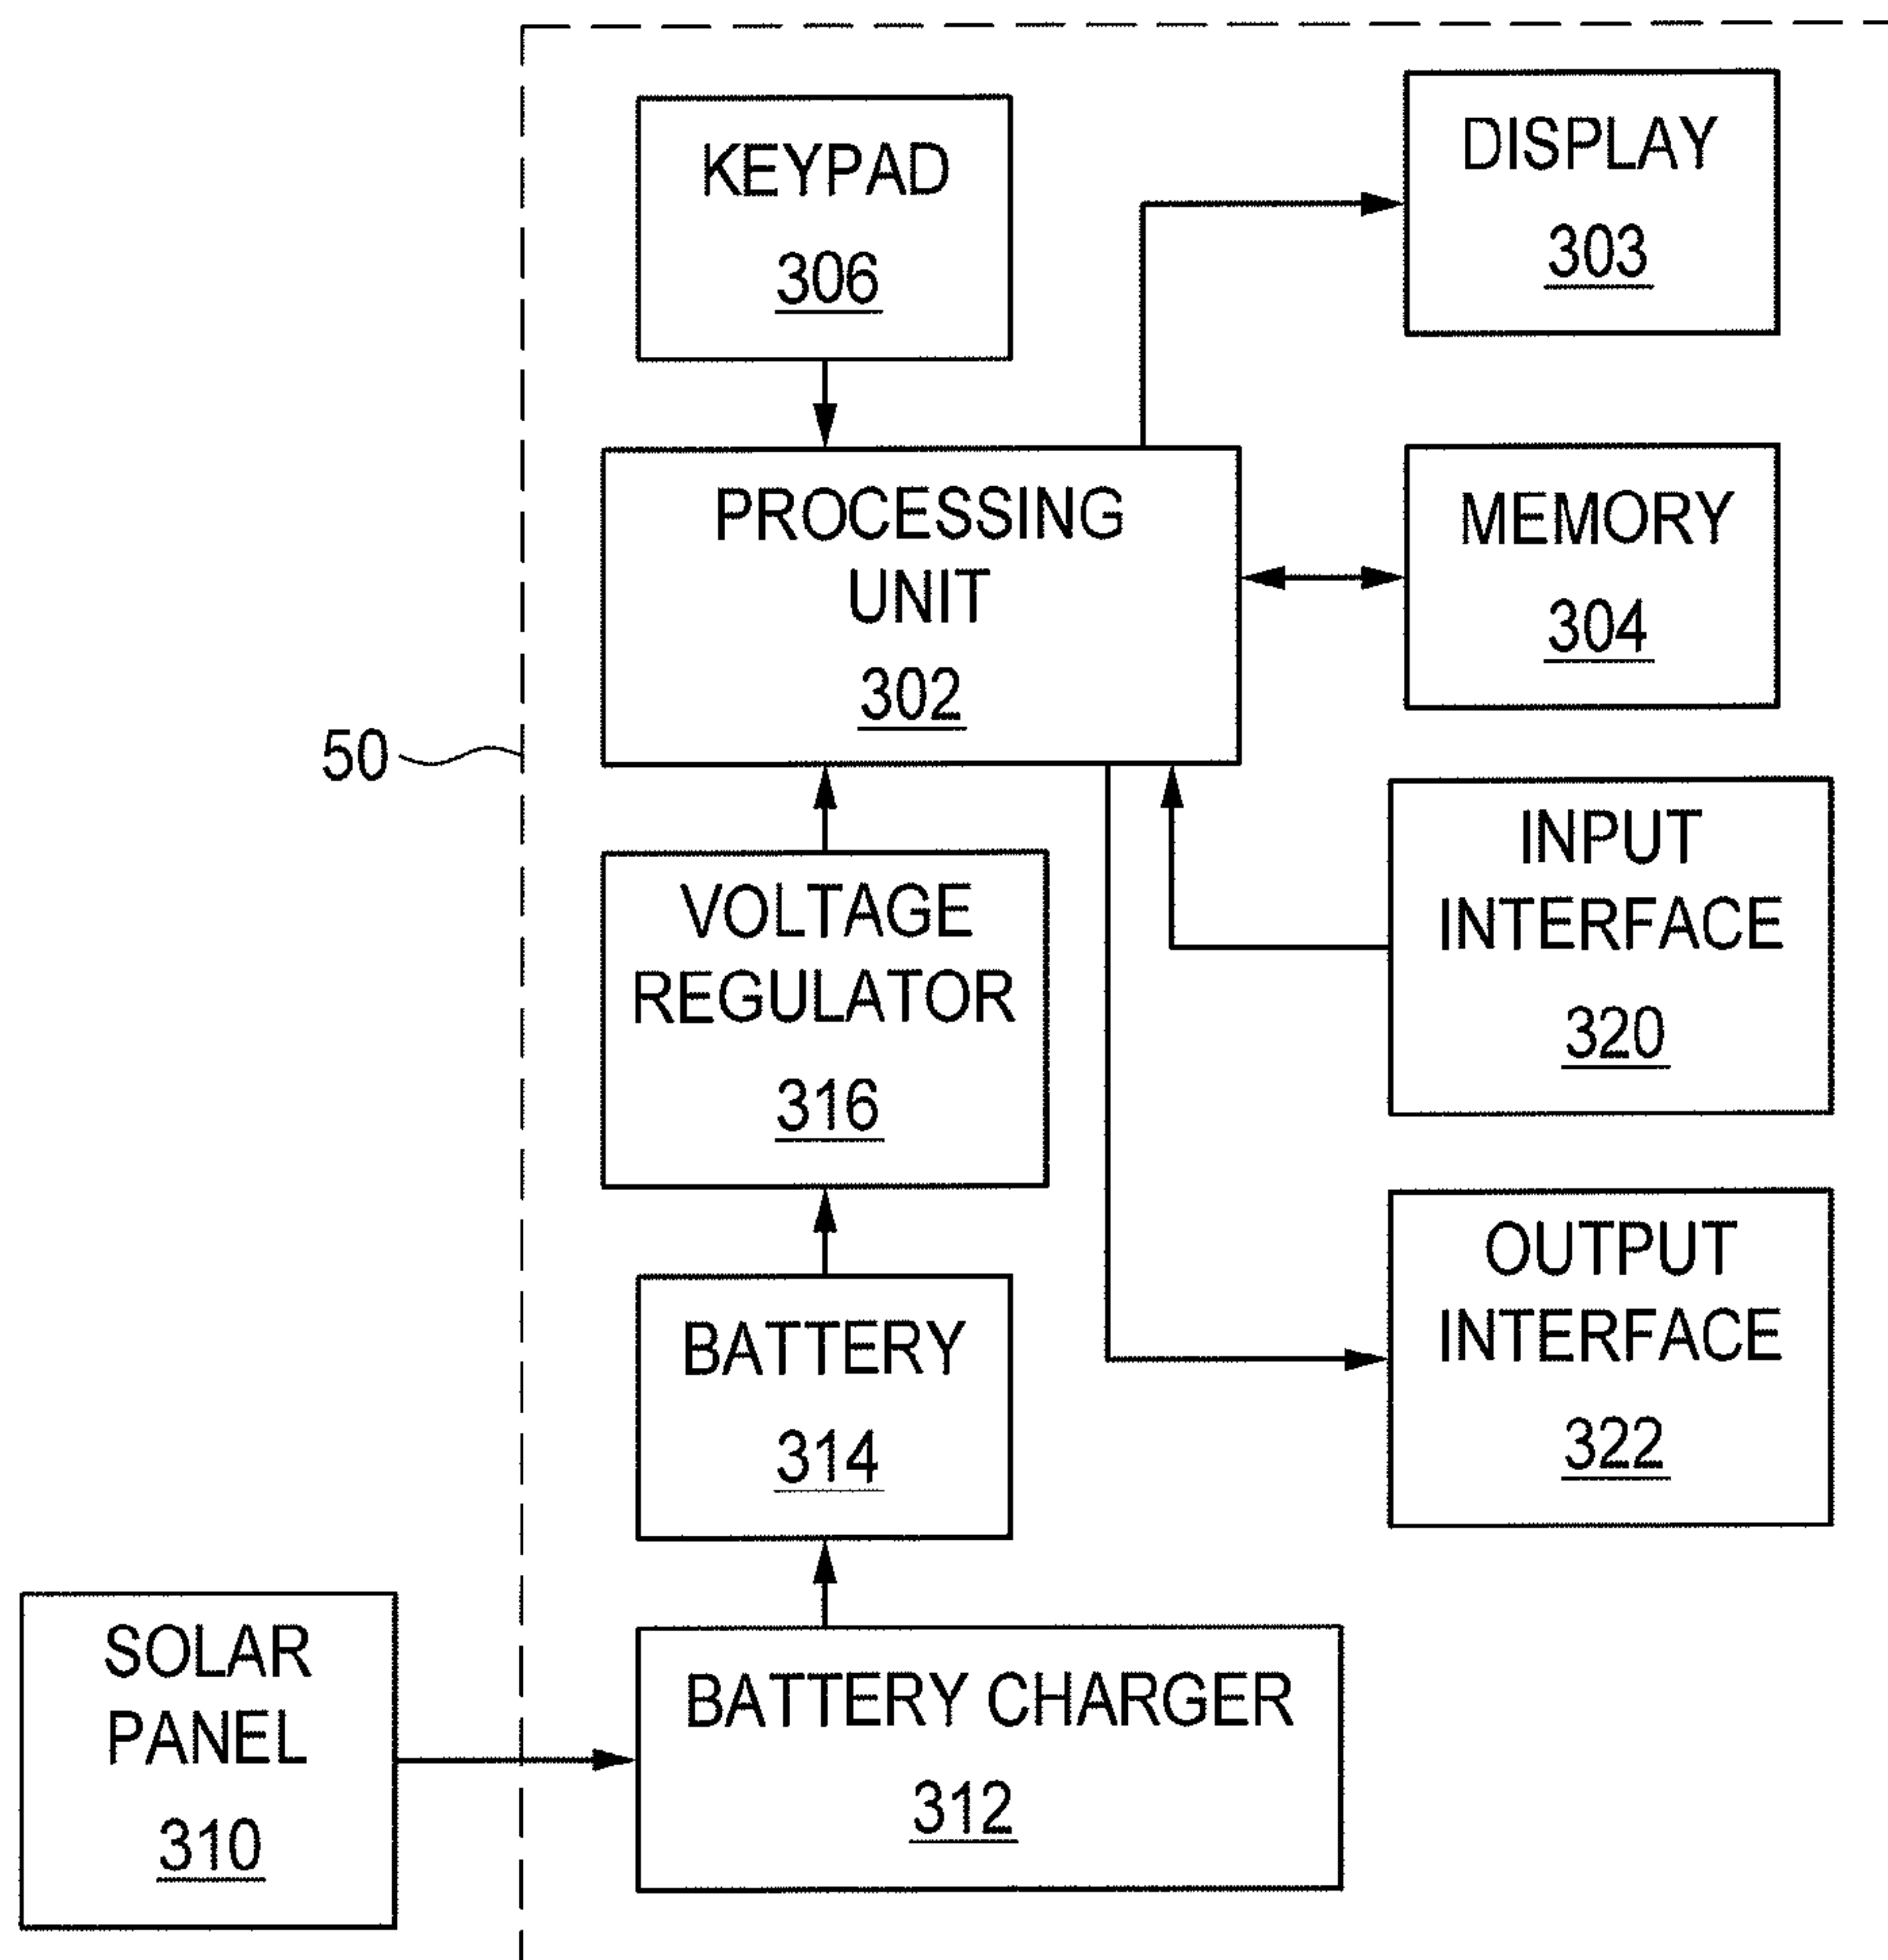 KEYPAD
306
DISPLAY
303
PROCESSING
UNIT
302
MEMORY
304
50
VOLTAGE
REGULATOR
316
INPUT
INTERFACE
320
BATTERY
314
OUTPUT
INTERFACE
322
SOLAR
PANEL
310
BATTERY CHARGER
312